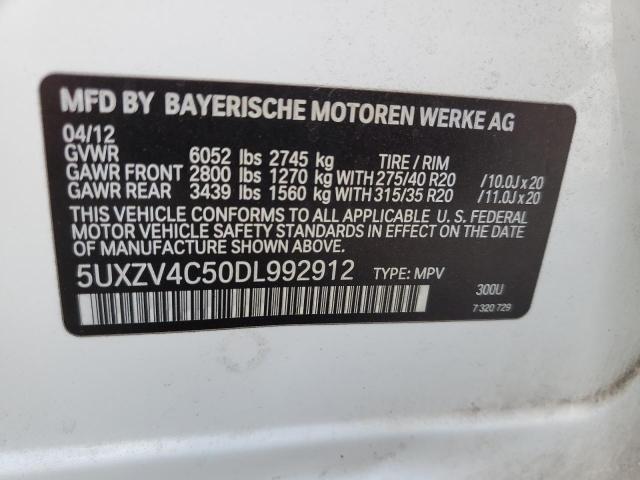 MFD BY BAYERISCHE MOTOREN WERKE AG
04/12
GVWR 6052 lbs 2745 kg TIRE / RIM
GAWR FRONT 2800 lbs 1270 kg WITH 275/40 R20 /10.0J x 20
GAWR REAR 3439 lbs 1560 kg WITH 315/35 R20 /11.0J x 20
THIS VEHICLE CONFORMS TO ALL APPLICABLE U. S. FEDERAL
MOTOR VEHICLE SAFETY STANDARDS IN EFFECT ON THE
DATE OF MANUFACTURE SHOWN ABOVE.
5UXZV4C50DL992912 TYPE: MPV
300U
7 320 729